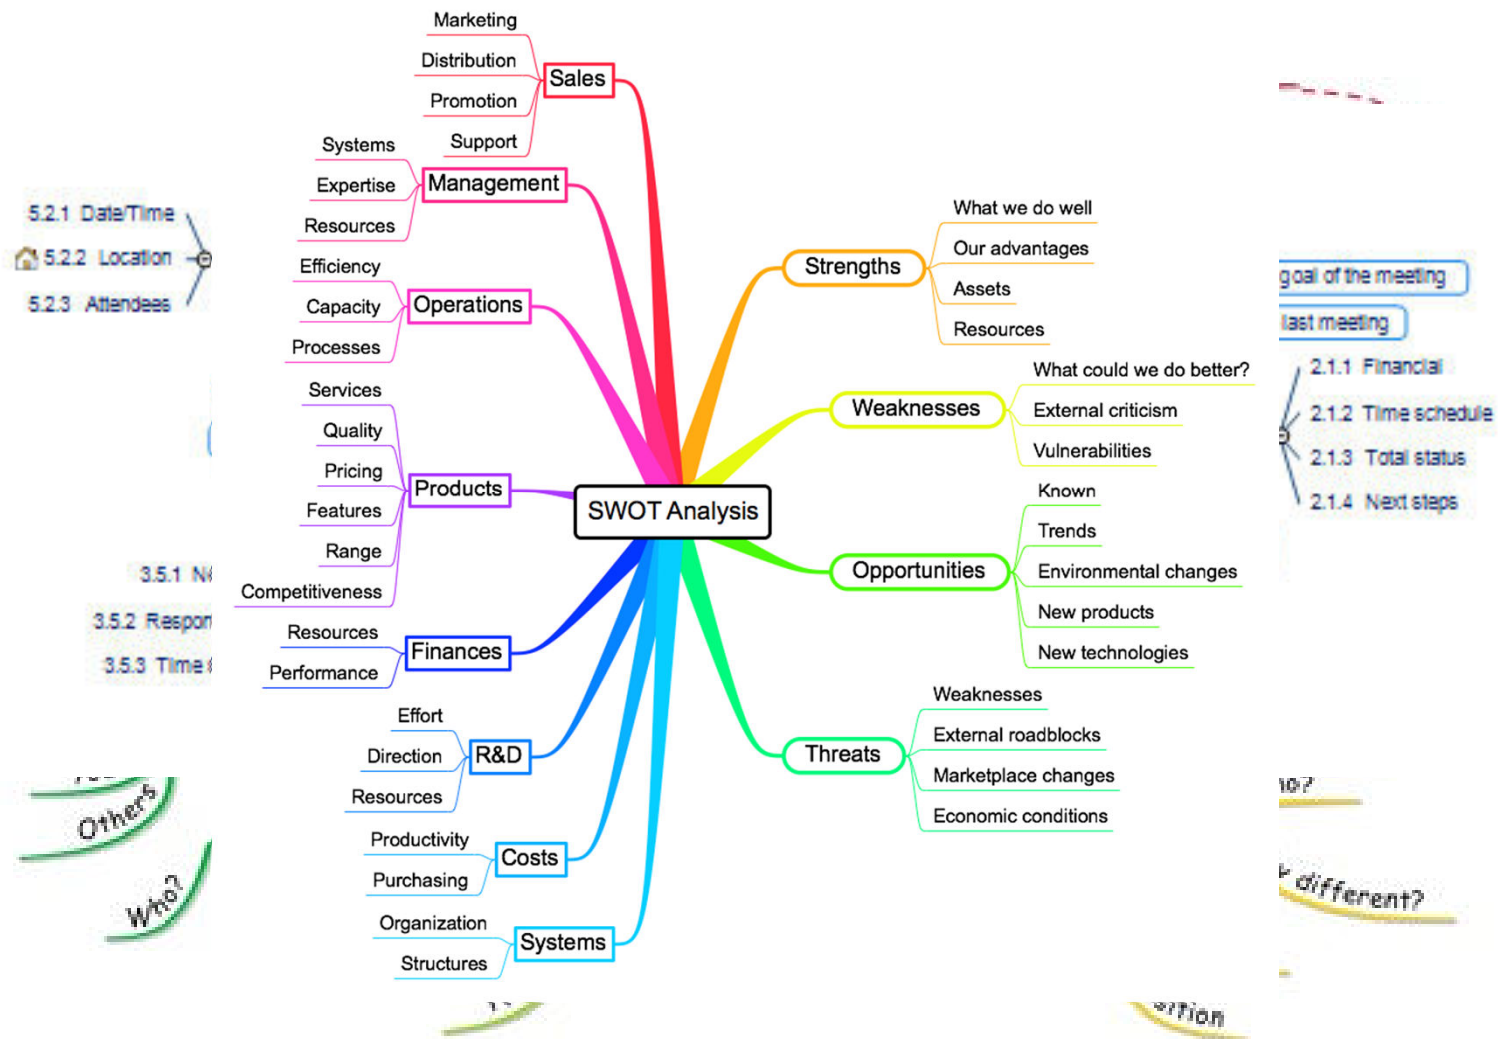 Marketing
Distribution
Promotion
Support
Sales
Systems
Expertise
Resources
Management
Efficiency
Capacity
Processes
Operations
Services
Quality
Pricing
Features
Range
Competitiveness
Products
Resources
Performance
Finances
Effort
Direction
Resources
R&D
Productivity
Purchasing
Costs
Organization
Structures
Systems
SWOT Analysis
Strengths
What we do well
Our advantages
Assets
Resources
Weaknesses
What could we do better?
External criticism
Vulnerabilities
Opportunities
Known
Trends
Environmental changes
New products
New technologies
Threats
Weaknesses
External roadblocks
Marketplace changes
Economic conditions
5.2.1 Date/Time
5.2.2 Location
5.2.3 Attendees
3.5.1
3.5.2
3.5.3 Time
Others
Who?
goal of the meeting
last meeting
2.1.1 Financial
2.1.2 Time schedule
2.1.3 Total status
2.1.4 Next steps
different?